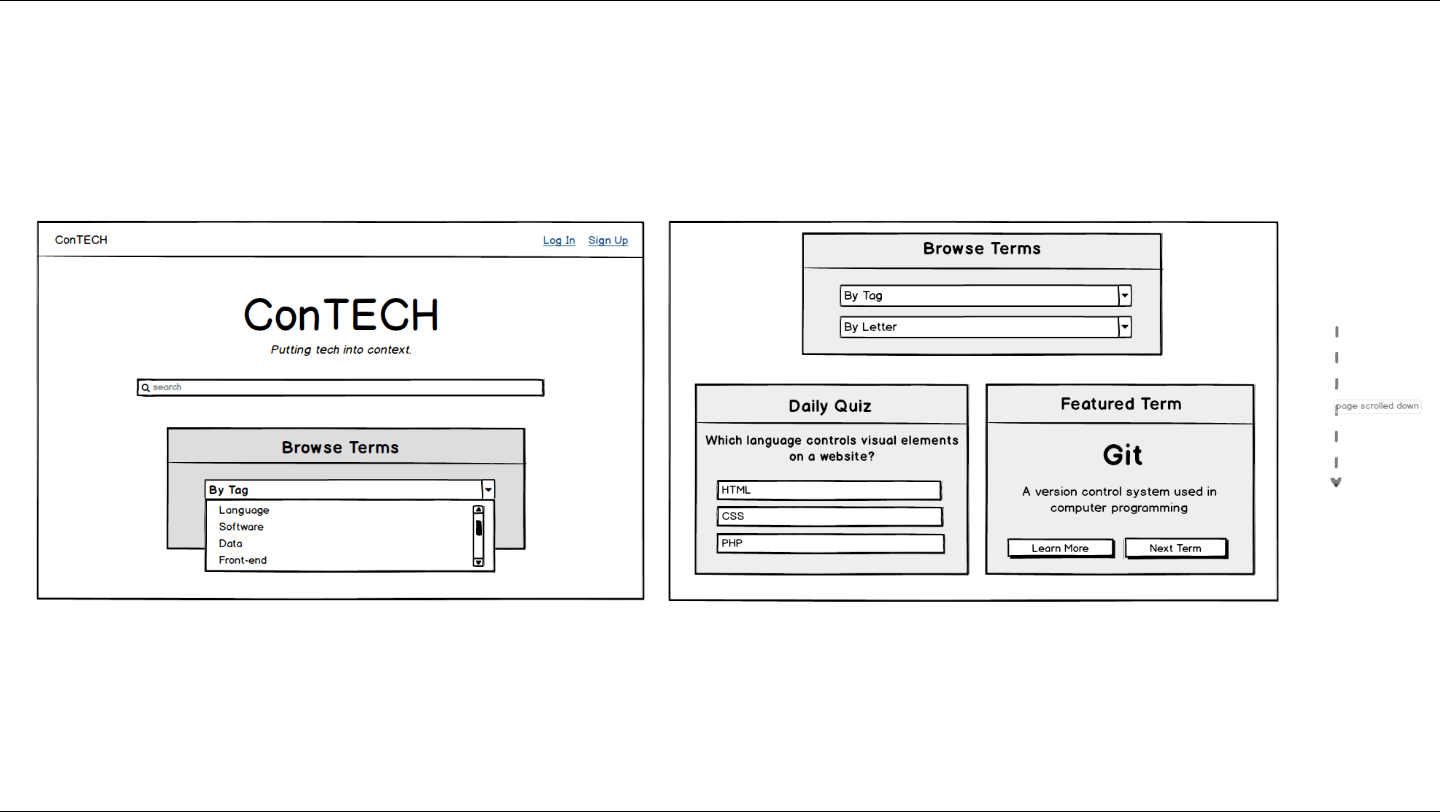 ConTECH
Log In Sign Up
ConTECH
Putting tech into context.
search
Browse Terms
By Tag
Language
Software
Data
Front-end
Browse Terms
By Tag
By Letter
Daily Quiz
Which language controls visual elements
on a website?
HTML
CSS
PHP
Featured Term
Git
A version control system used in
computer programming
Learn More
Next Term
page scrolled down